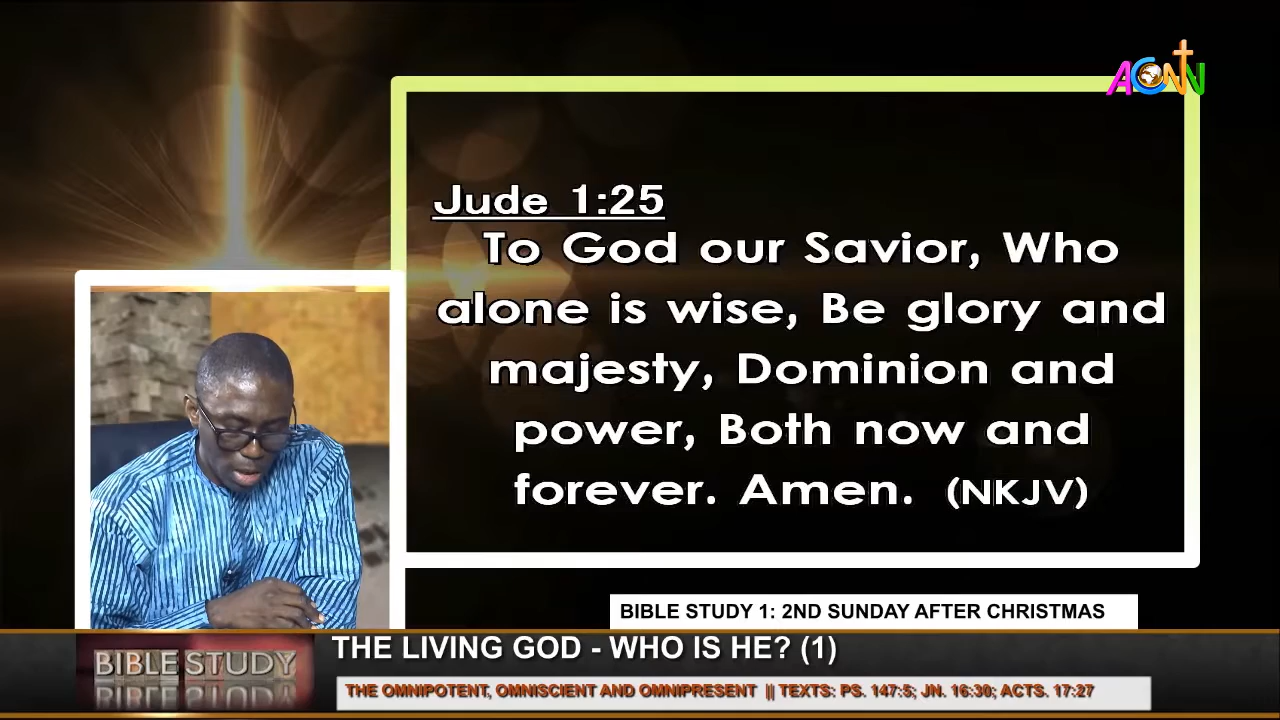 ACNN
Jude 1:25
To God our Savior, Who
alone is wise, Be glory and
majesty, Dominion and
power, Both now and
forever. Amen. (NKJV)
BIBLE STUDY 1: 2ND SUNDAY AFTER CHRISTMAS
THE LIVING GOD - WHO IS HE? (1)
BIBLE STUDY
THE OMNIPOTENT, OMNISCIENT AND OMNIPRESENT || TEXTS: PS. 147:5; JN. 16:30; ACTS. 17:27